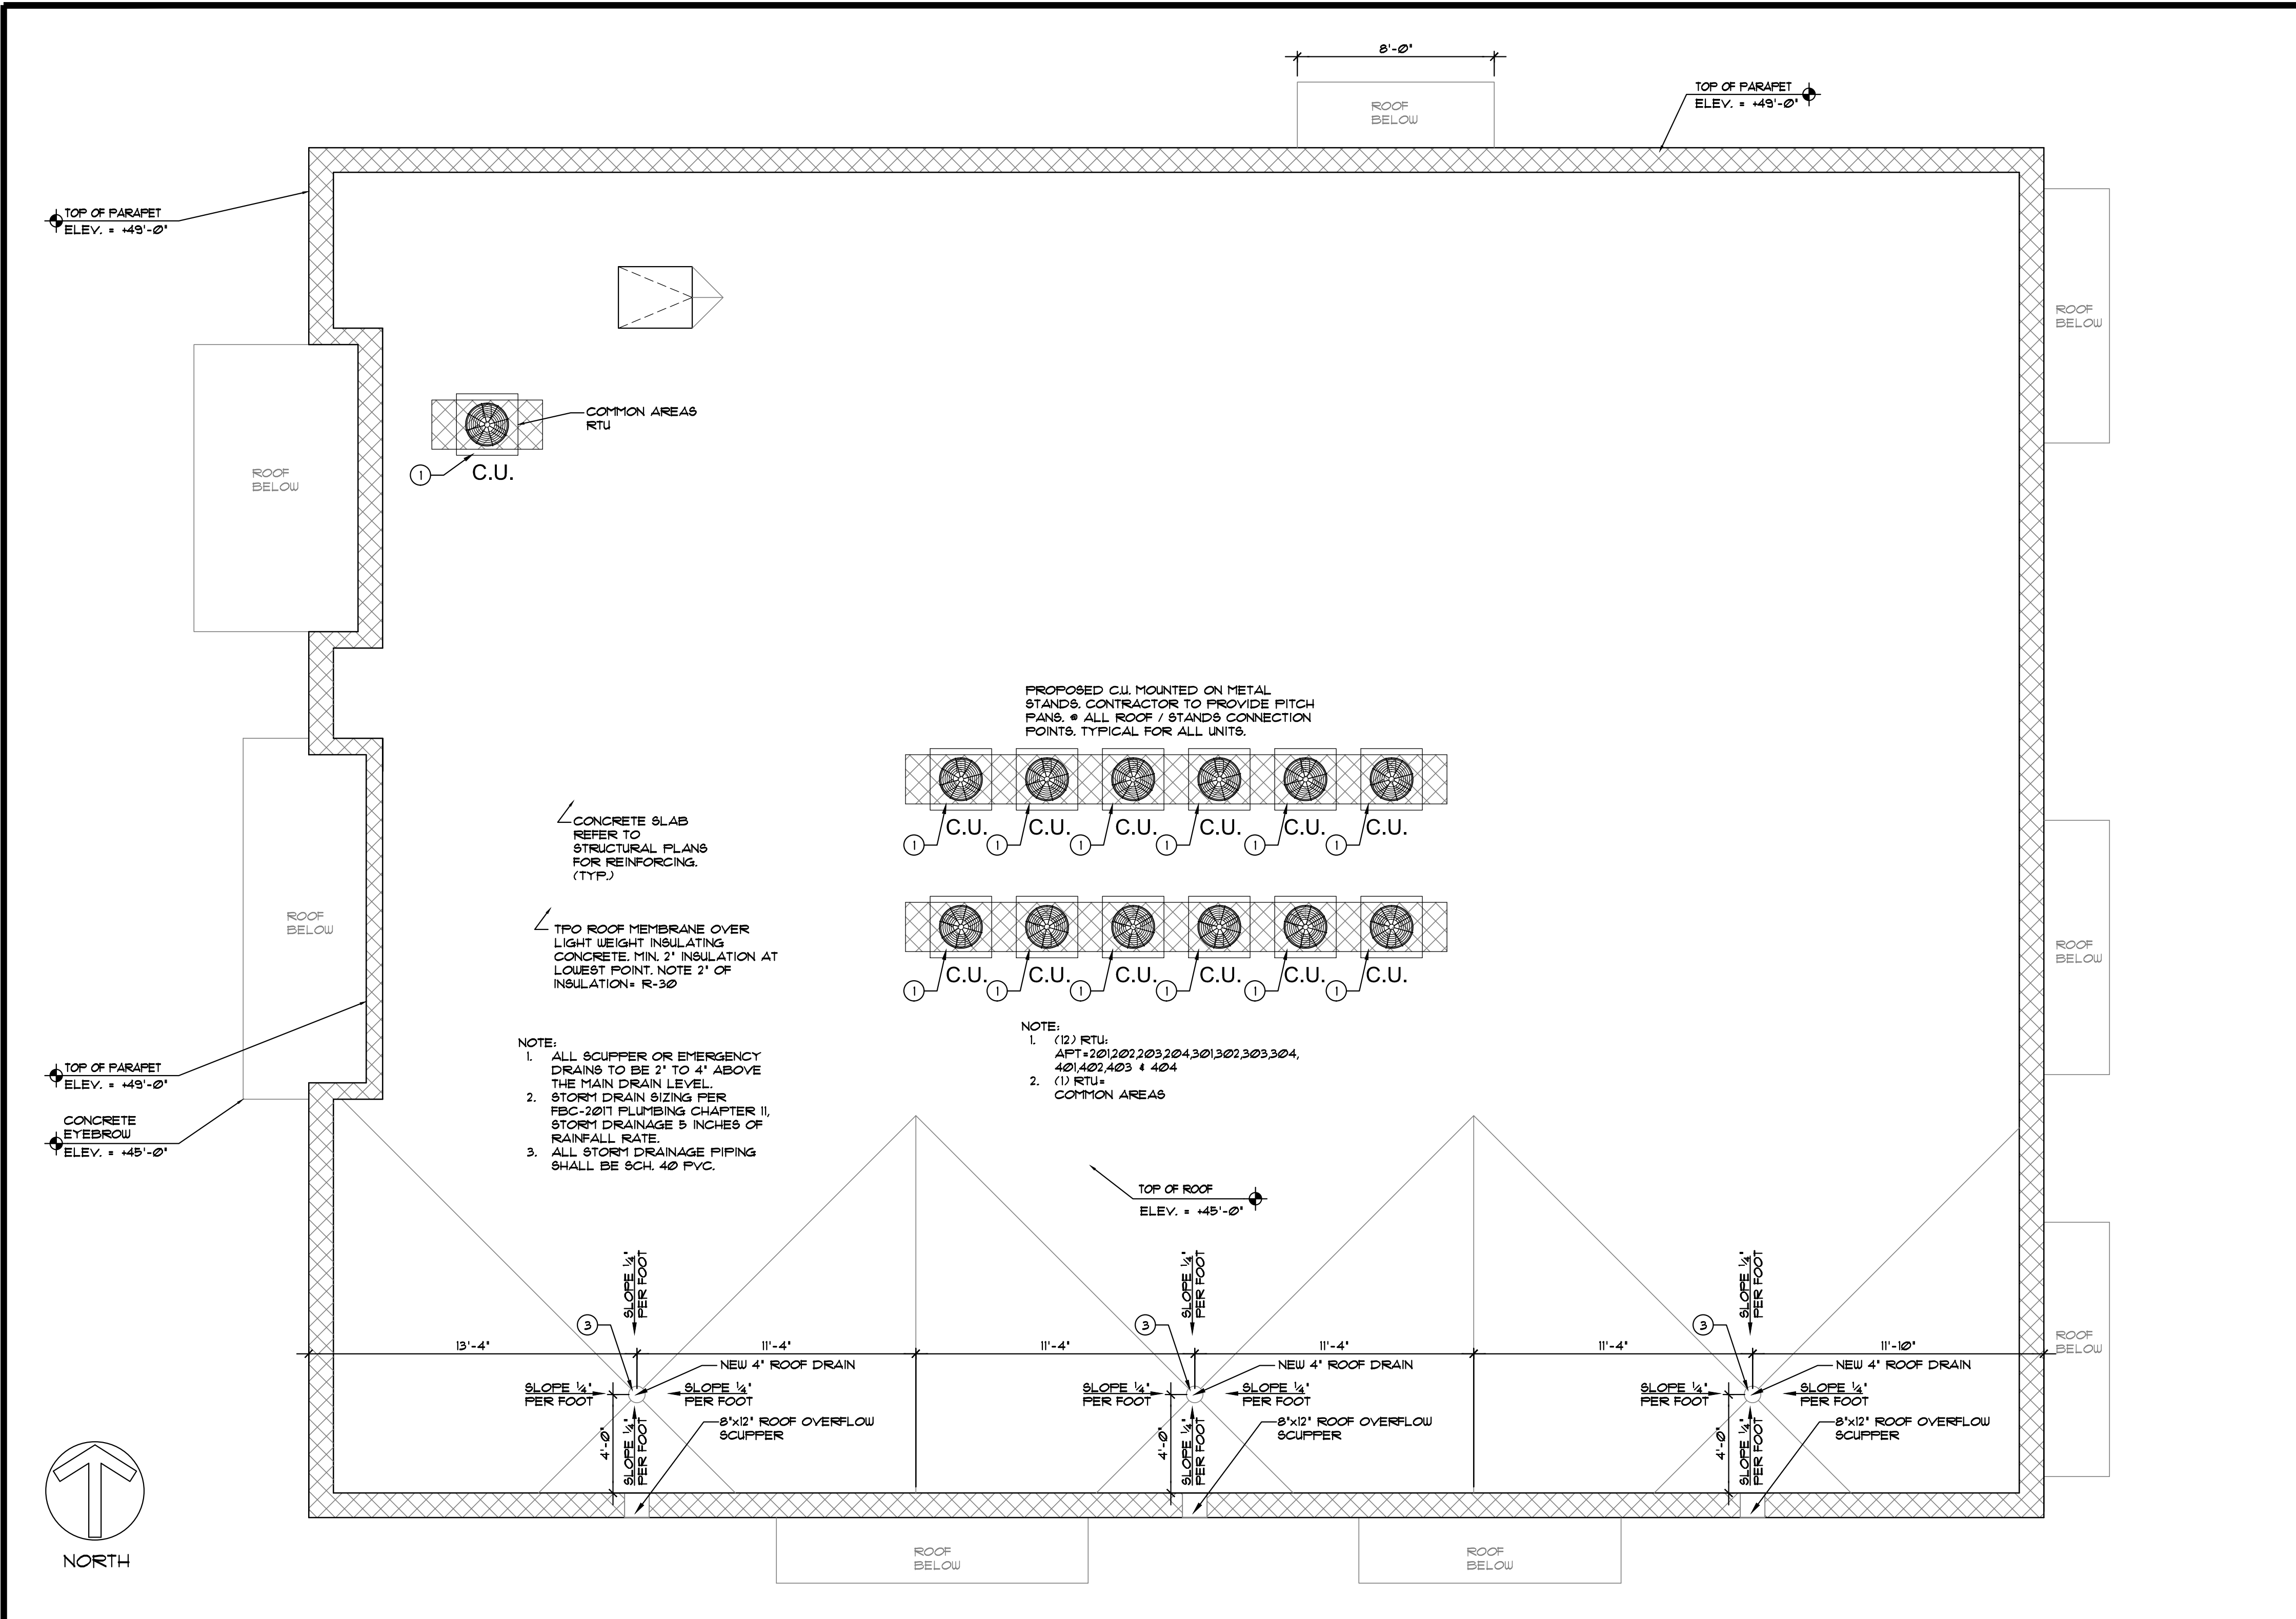 8'-0"
TOP OF PARAPET
ELEV. = +49'-0"
ROOF
BELOW
TOP OF PARAPET
ELEV. = +49'-0"
ROOF
BELOW
COMMON AREAS
RTU
1
C.U.
ROOF
BELOW
PROPOSED C.U. MOUNTED ON METAL
STANDS. CONTRACTOR TO PROVIDE PITCH
PANS. @ ALL ROOF / STANDS CONNECTION
POINTS. TYPICAL FOR ALL UNITS.
C.U. C.U. C.U. C.U. C.U. C.U.
1 1 1 1 1 1
CONCRETE SLAB
REFER TO
STRUCTURAL PLANS
FOR REINFORCING.
(TYP.)
ROOF
BELOW
TPO ROOF MEMBRANE OVER
LIGHT WEIGHT INSULATING
CONCRETE. MIN. 2" INSULATION AT
LOWEST POINT. NOTE 2" OF
INSULATION= R-30
C.U. C.U. C.U. C.U. C.U. C.U.
1 1 1 1 1 1
ROOF
BELOW
NOTE:
1. ALL SCUPPER OR EMERGENCY
DRAINS TO BE 2" TO 4" ABOVE
THE MAIN DRAIN LEVEL.
2. STORM DRAIN SIZING PER
FBC-2017 PLUMBING CHAPTER 11,
STORM DRAINAGE 5 INCHES OF
RAINFALL RATE.
3. ALL STORM DRAINAGE PIPING
SHALL BE SCH. 40 PVC.
NOTE:
1. (12) RTU:
APT=201,202,203,204,301,302,303,304,
401,402,403 & 404
2. (1) RTU=
COMMON AREAS
TOP OF PARAPET
ELEV. = +49'-0"
CONCRETE
EYEBROW
ELEV. = +45'-0"
TOP OF ROOF
ELEV. = +45'-0"
SLOPE 1/4"
PER FOOT
SLOPE 1/4"
PER FOOT
SLOPE 1/4"
PER FOOT
3 3 3
13'-4" 11'-4" 11'-4" 11'-4" 11'-4" 11'-10"
ROOF
BELOW
NEW 4" ROOF DRAIN
SLOPE 1/4"
PER FOOT
SLOPE 1/4"
PER FOOT
8"x12" ROOF OVERFLOW
SCUPPER
4'-0"
SLOPE 1/4"
PER FOOT
NEW 4" ROOF DRAIN
SLOPE 1/4"
PER FOOT
SLOPE 1/4"
PER FOOT
8"x12" ROOF OVERFLOW
SCUPPER
4'-0"
SLOPE 1/4"
PER FOOT
NEW 4" ROOF DRAIN
SLOPE 1/4"
PER FOOT
SLOPE 1/4"
PER FOOT
8"x12" ROOF OVERFLOW
SCUPPER
4'-0"
SLOPE 1/4"
PER FOOT
ROOF
BELOW
ROOF
BELOW
NORTH